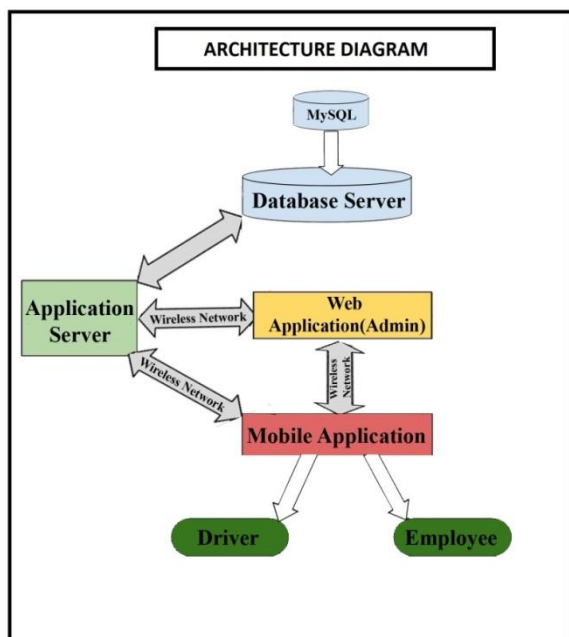 ARCHITECTURE DIAGRAM
MySQL
Database Server
Application
Server
Wireless Network
Web
Application(Admin)
Wireless Network
Wireless
Network
Mobile Application
Driver
Employee